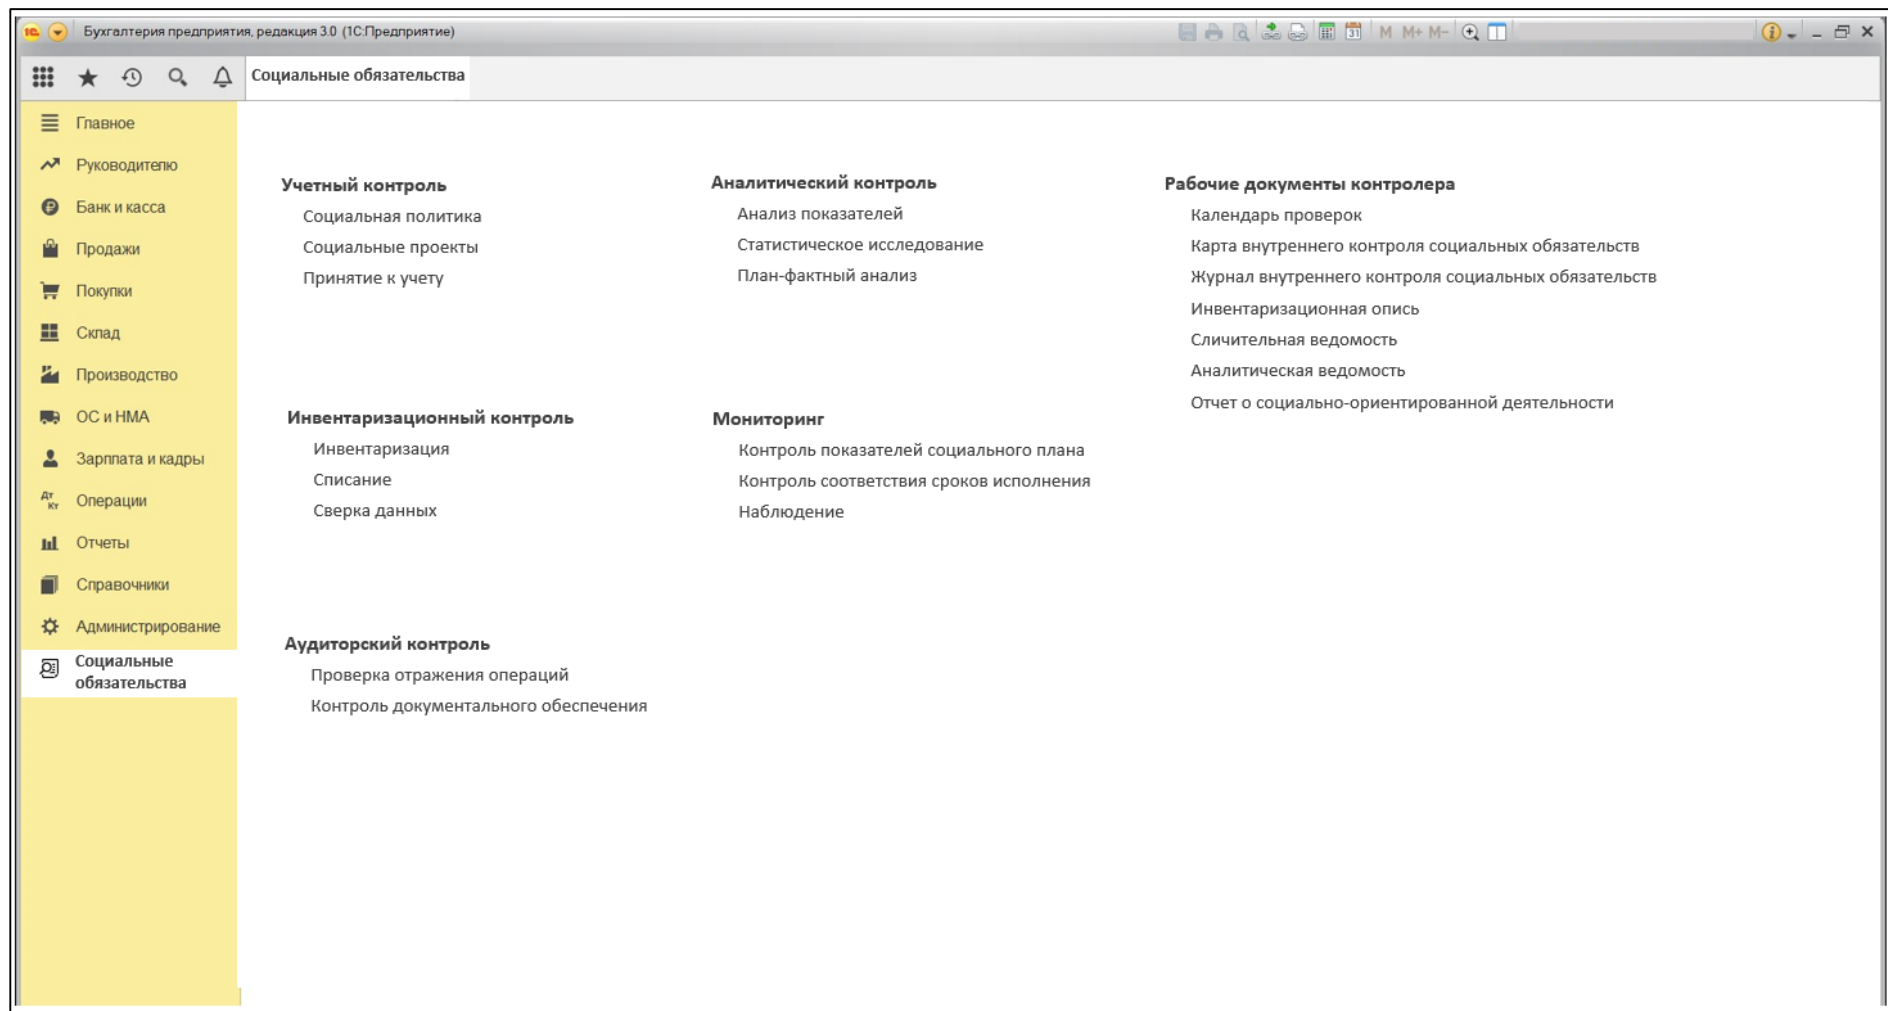 1С Бухгалтерия предприятия, редакция 3.0 (1С:Предприятие) 31 M M+ M- i
Социальные обязательства
Главное
Руководителю
Банк и касса
Продажи
Покупки
Склад
Производство
ОС и НМА
Зарплата и кадры
Дт Кт Операции
Отчеты
Справочники
Администрирование
Социальные
обязательства
Учетный контроль
Социальная политика
Социальные проекты
Принятие к учету
Аналитический контроль
Анализ показателей
Статистическое исследование
План-фактный анализ
Рабочие документы контролера
Календарь проверок
Карта внутреннего контроля социальных обязательств
Журнал внутреннего контроля социальных обязательств
Инвентаризационная опись
Сличительная ведомость
Аналитическая ведомость
Отчет о социально-ориентированной деятельности
Инвентаризационный контроль
Инвентаризация
Списание
Сверка данных
Мониторинг
Контроль показателей социального плана
Контроль соответствия сроков исполнения
Наблюдение
Аудиторский контроль
Проверка отражения операций
Контроль документального обеспечения